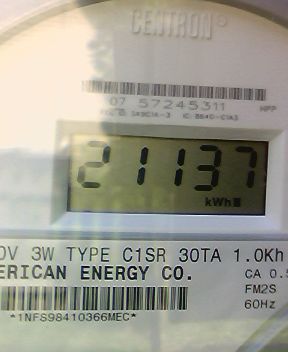 CENTRON
07 57245311 HPP
21137
kWh
0V 3W TYPE C1SR 30TA 1.0Kh
ERICAN ENERGY CO. CA 0.5
FM2S
60Hz
*1NFS98410366MEC*